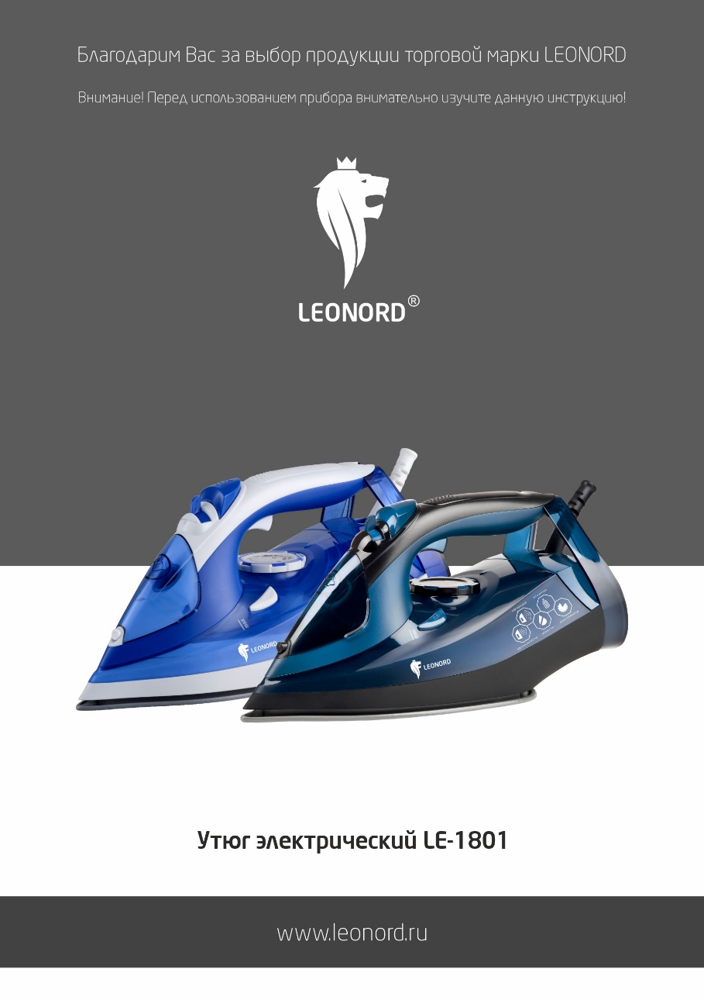 Благодарим Вас за выбор продукции торговой марки LEONORD
Внимание! Перед использованием прибора внимательно изучите данную инструкцию!
LEONORD®
LEONORD
LEONORD
Утюг электрический LE-1801
www.leonord.ru